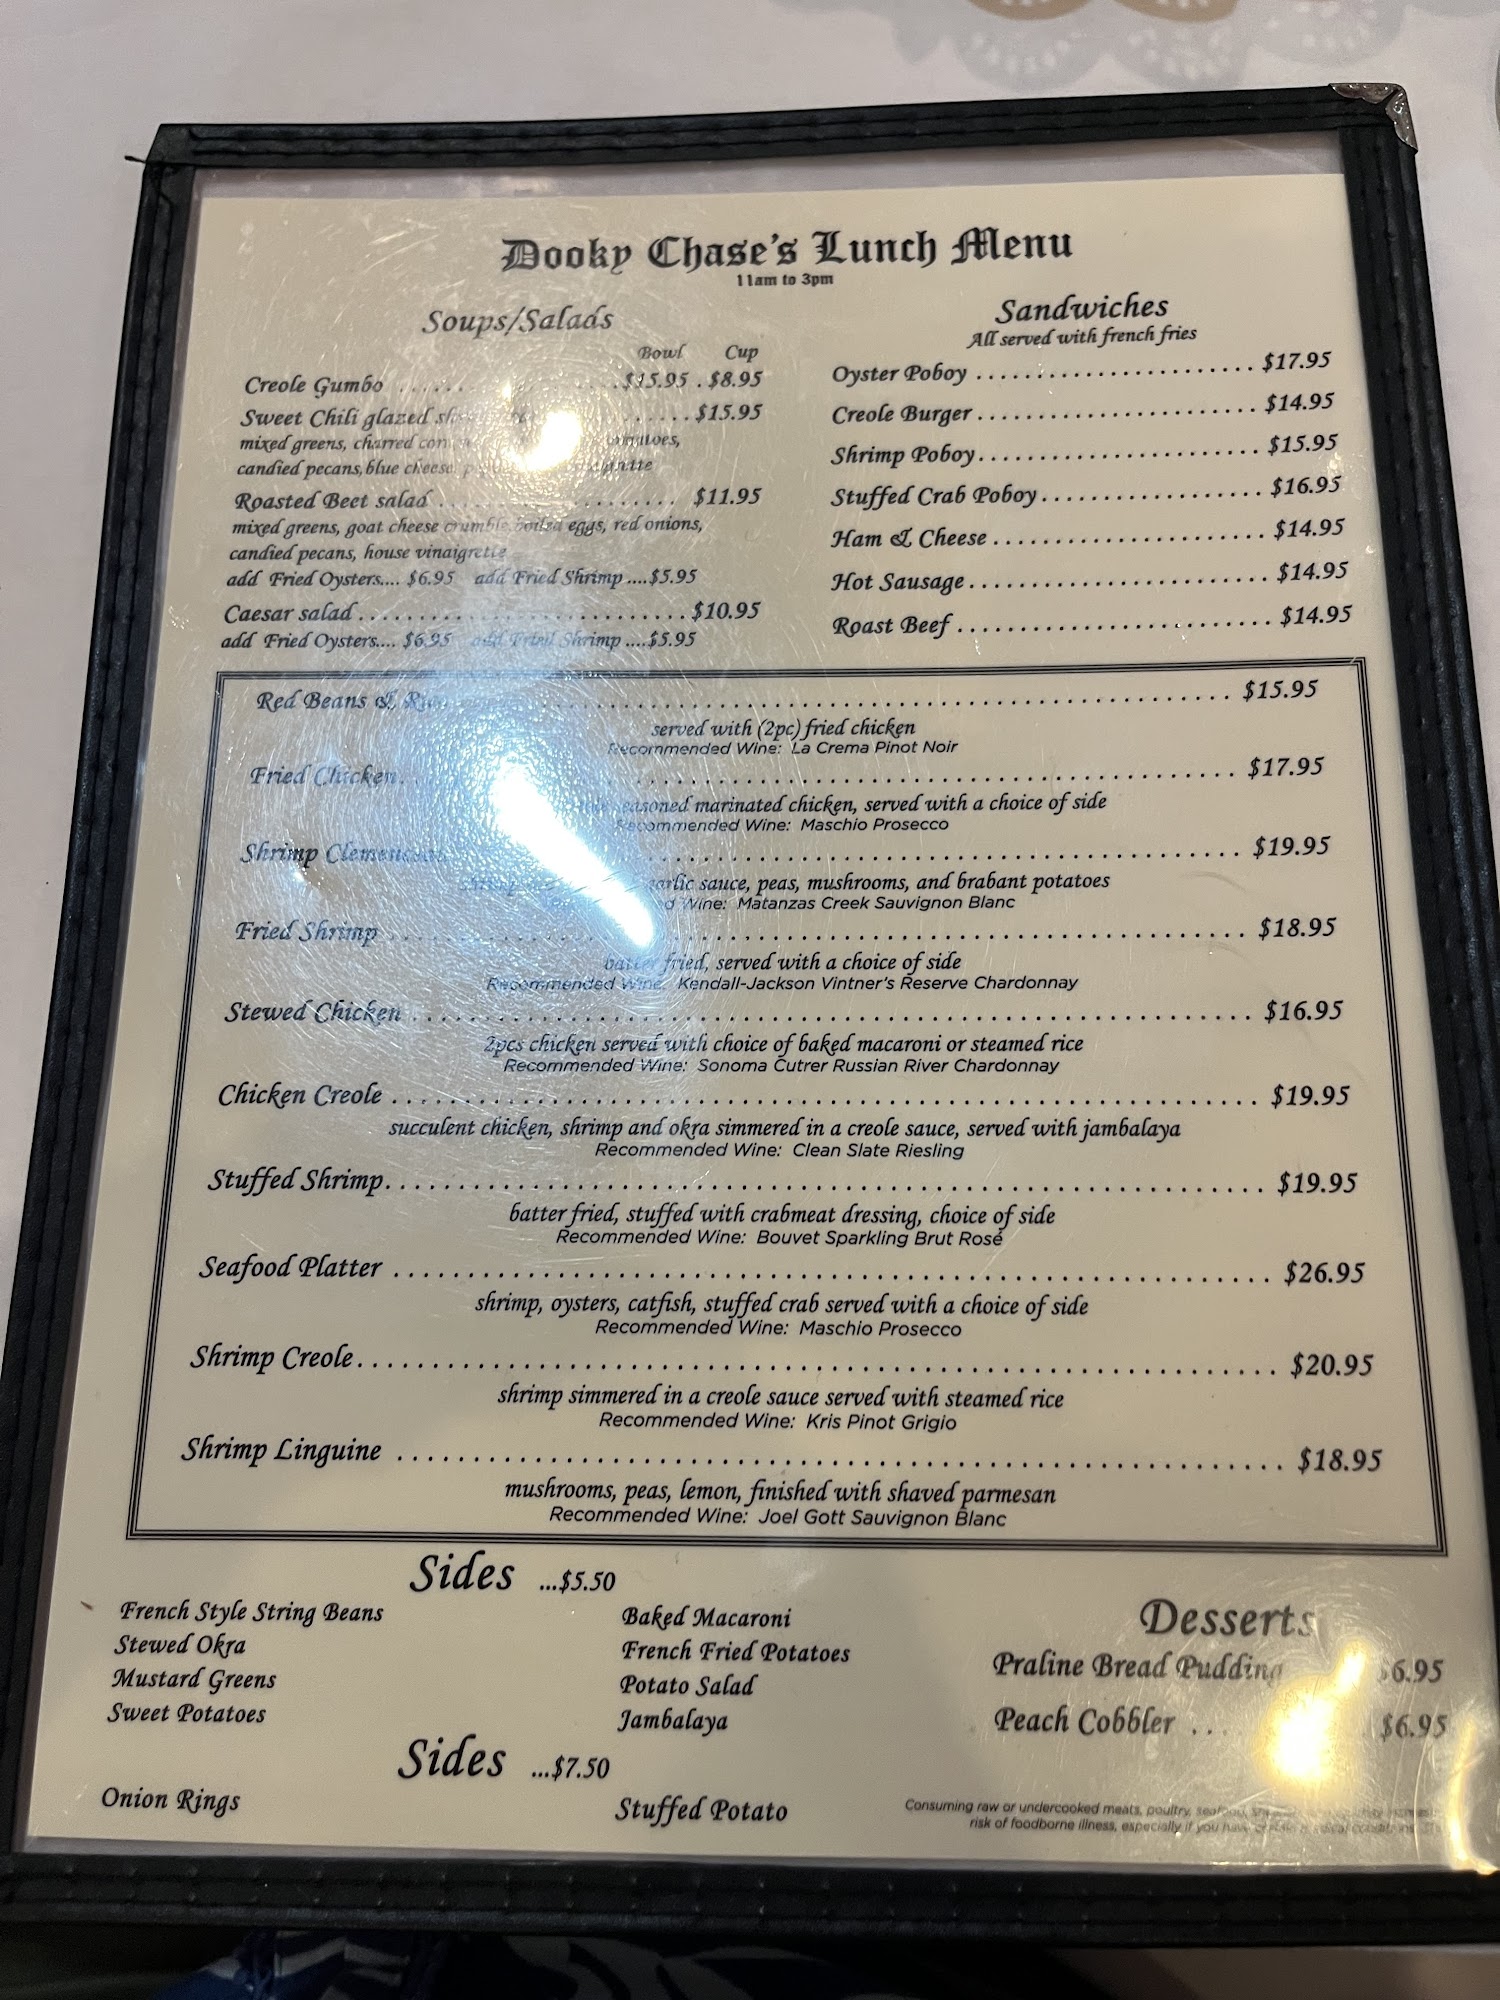 Dooky Chase's Lunch Menu
11am to 3pm
Soups/Salads
Bowl Cup
Creole Gumbo ..... $15.95 . $8.95
Sweet Chili glazed ..... $15.95
mixed greens, charred
candied pecans, blue cheese,
Roasted Beet salad ..... $11.95
mixed greens, goat cheese crumble, boiled eggs, red onions,
candied pecans, house vinaigrette
add Fried Oysters.... $6.95 add Fried Shrimp ....$5.95
Caesar salad ..... $10.95
add Fried Oysters.... $6.95 add Fried Shrimp ....$5.95
Sandwiches
All served with french fries
Oyster Poboy ..... $17.95
Creole Burger ..... $14.95
Shrimp Poboy ..... $15.95
Stuffed Crab Poboy ..... $16.95
Ham & Cheese ..... $14.95
Hot Sausage ..... $14.95
Roast Beef ..... $14.95
Red Beans & ..... $15.95
served with (2pc) fried chicken
Recommended Wine: La Crema Pinot Noir
Fried Chicken ..... $17.95
seasoned marinated chicken, served with a choice of side
Recommended Wine: Maschio Prosecco
Shrimp Clemenceau ..... $19.95
garlic sauce, peas, mushrooms, and brabant potatoes
Wine: Matanzas Creek Sauvignon Blanc
Fried Shrimp ..... $18.95
batter fried, served with a choice of side
Recommended Wine: Kendall-Jackson Vintner's Reserve Chardonnay
Stewed Chicken ..... $16.95
2pcs chicken served with choice of baked macaroni or steamed rice
Recommended Wine: Sonoma Cutrer Russian River Chardonnay
Chicken Creole ..... $19.95
succulent chicken, shrimp and okra simmered in a creole sauce, served with jambalaya
Recommended Wine: Clean Slate Riesling
Stuffed Shrimp ..... $19.95
batter fried, stuffed with crabmeat dressing, choice of side
Recommended Wine: Bouvet Sparkling Brut Rosé
Seafood Platter ..... $26.95
shrimp, oysters, catfish, stuffed crab served with a choice of side
Recommended Wine: Maschio Prosecco
Shrimp Creole ..... $20.95
shrimp simmered in a creole sauce served with steamed rice
Recommended Wine: Kris Pinot Grigio
Shrimp Linguine ..... $18.95
mushrooms, peas, lemon, finished with shaved parmesan
Recommended Wine: Joel Gott Sauvignon Blanc
Sides ...$5.50
French Style String Beans
Stewed Okra
Mustard Greens
Sweet Potatoes
Baked Macaroni
French Fried Potatoes
Potato Salad
Jambalaya
Sides ...$7.50
Onion Rings
Stuffed Potato
Desserts
Praline Bread Pudding $6.95
Peach Cobbler ... $6.95
Consuming raw or undercooked meats, poultry, seafood,
risk of foodborne illness, especially if you have